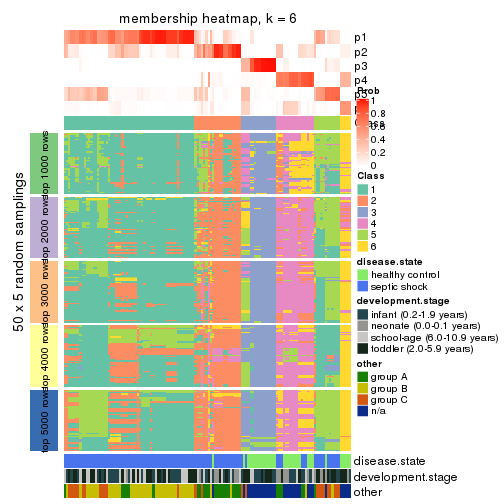 membership heatmap, k = 6
p1
p2
p3
p4
Prob
1
0.8
0.6
0.4
0.2
0
Class
1
2
3
4
5
6
disease.state
healthy control
septic shock
development.stage
infant (0.2-1.9 years)
neonate (0.0-0.1 years)
school-age (6.0-10.9 years)
toddler (2.0-5.9 years)
other
group A
group B
group C
n/a
50 x 5 random samplings
top 1000 rows
top 2000 rows
top 3000 rows
top 4000 rows
top 5000 rows
disease.state
development.stage
other